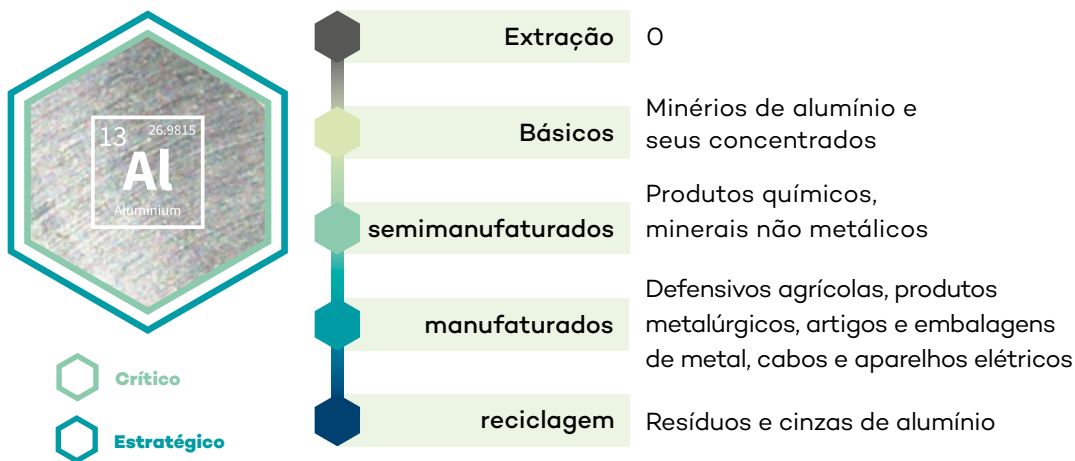 13 26.9815
Al
Aluminium
Crítico
Estratégico
Extração 0
Básicos Minérios de alumínio e
seus concentrados
semimanufaturados Produtos químicos,
minerais não metálicos
manufaturados Defensivos agrícolas, produtos
metalúrgicos, artigos e embalagens
de metal, cabos e aparelhos elétricos
reciclagem Resíduos e cinzas de alumínio